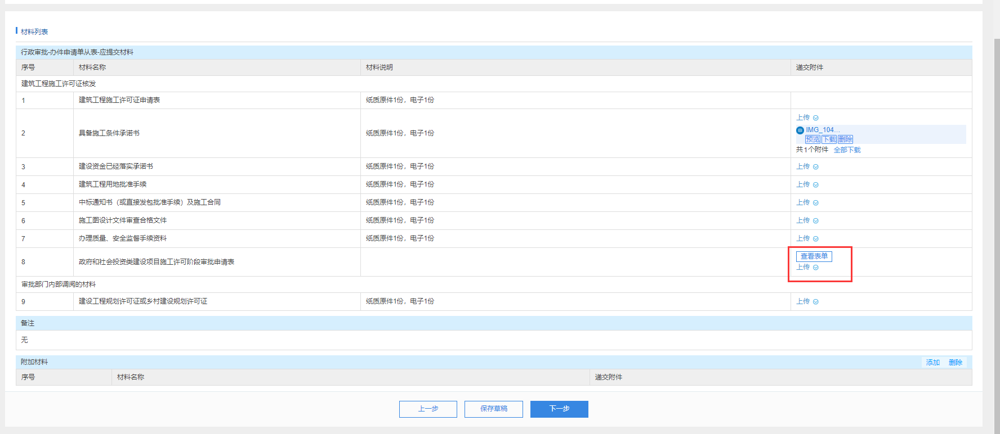 材料列表
行政审批-办件申请单从表-应提交材料
序号 材料名称 材料说明 递交附件
建筑工程施工许可证核发
1 建筑工程施工许可证申请表 纸质原件1份，电子1份
上传
2 具备施工条件承诺书 纸质原件1份，电子1份 IMG_104...
预览 下载 删除
共1个附件 全部下载
3 建设资金已经落实承诺书 纸质原件1份，电子1份 上传
4 建筑工程用地批准手续 纸质原件1份，电子1份 上传
5 中标通知书（或直接发包批准手续）及施工合同 纸质原件1份，电子1份 上传
6 施工图设计文件审查合格文件 纸质原件1份，电子1份 上传
7 办理质量、安全监督手续资料 纸质原件1份，电子1份 上传
8 政府和社会投资类建设项目施工许可阶段审批申请表 查看表单
上传
审批部门内部调阅的材料
9 建设工程规划许可证或乡村建设规划许可证 纸质原件1份，电子1份 上传
备注
无
附加材料 添加 删除
序号 材料名称 递交附件
上一步 保存草稿 下一步